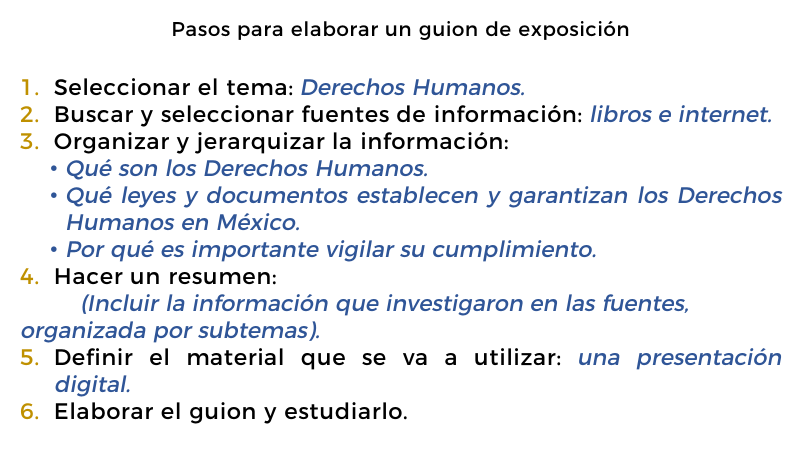 Pasos para elaborar un guion de exposición
1. Seleccionar el tema: Derechos Humanos.
2. Buscar y seleccionar fuentes de información: libros e internet.
3. Organizar y jerarquizar la información:
• Qué son los Derechos Humanos.
• Qué leyes y documentos establecen y garantizan los Derechos
Humanos en México.
• Por qué es importante vigilar su cumplimiento.
4. Hacer un resumen:
(Incluir la información que investigaron en las fuentes,
organizada por subtemas).
5. Definir el material que se va a utilizar: una presentación
digital.
6. Elaborar el guion y estudiarlo.